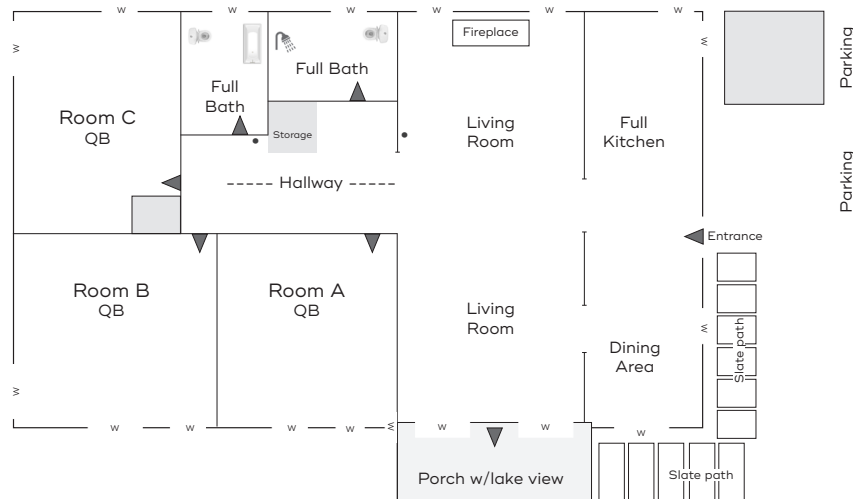 W W W W W W
Fireplace
Parking
W
W
Full Bath
Full
Bath
Room C
QB
Storage
Living
Room
Full
Kitchen
Parking
Hallway
Entrance
Room B
QB
Room A
QB
Living
Room
W
Dining
Area
Slate path
W
W W W W W W W W
Porch w/lake view
Slate path